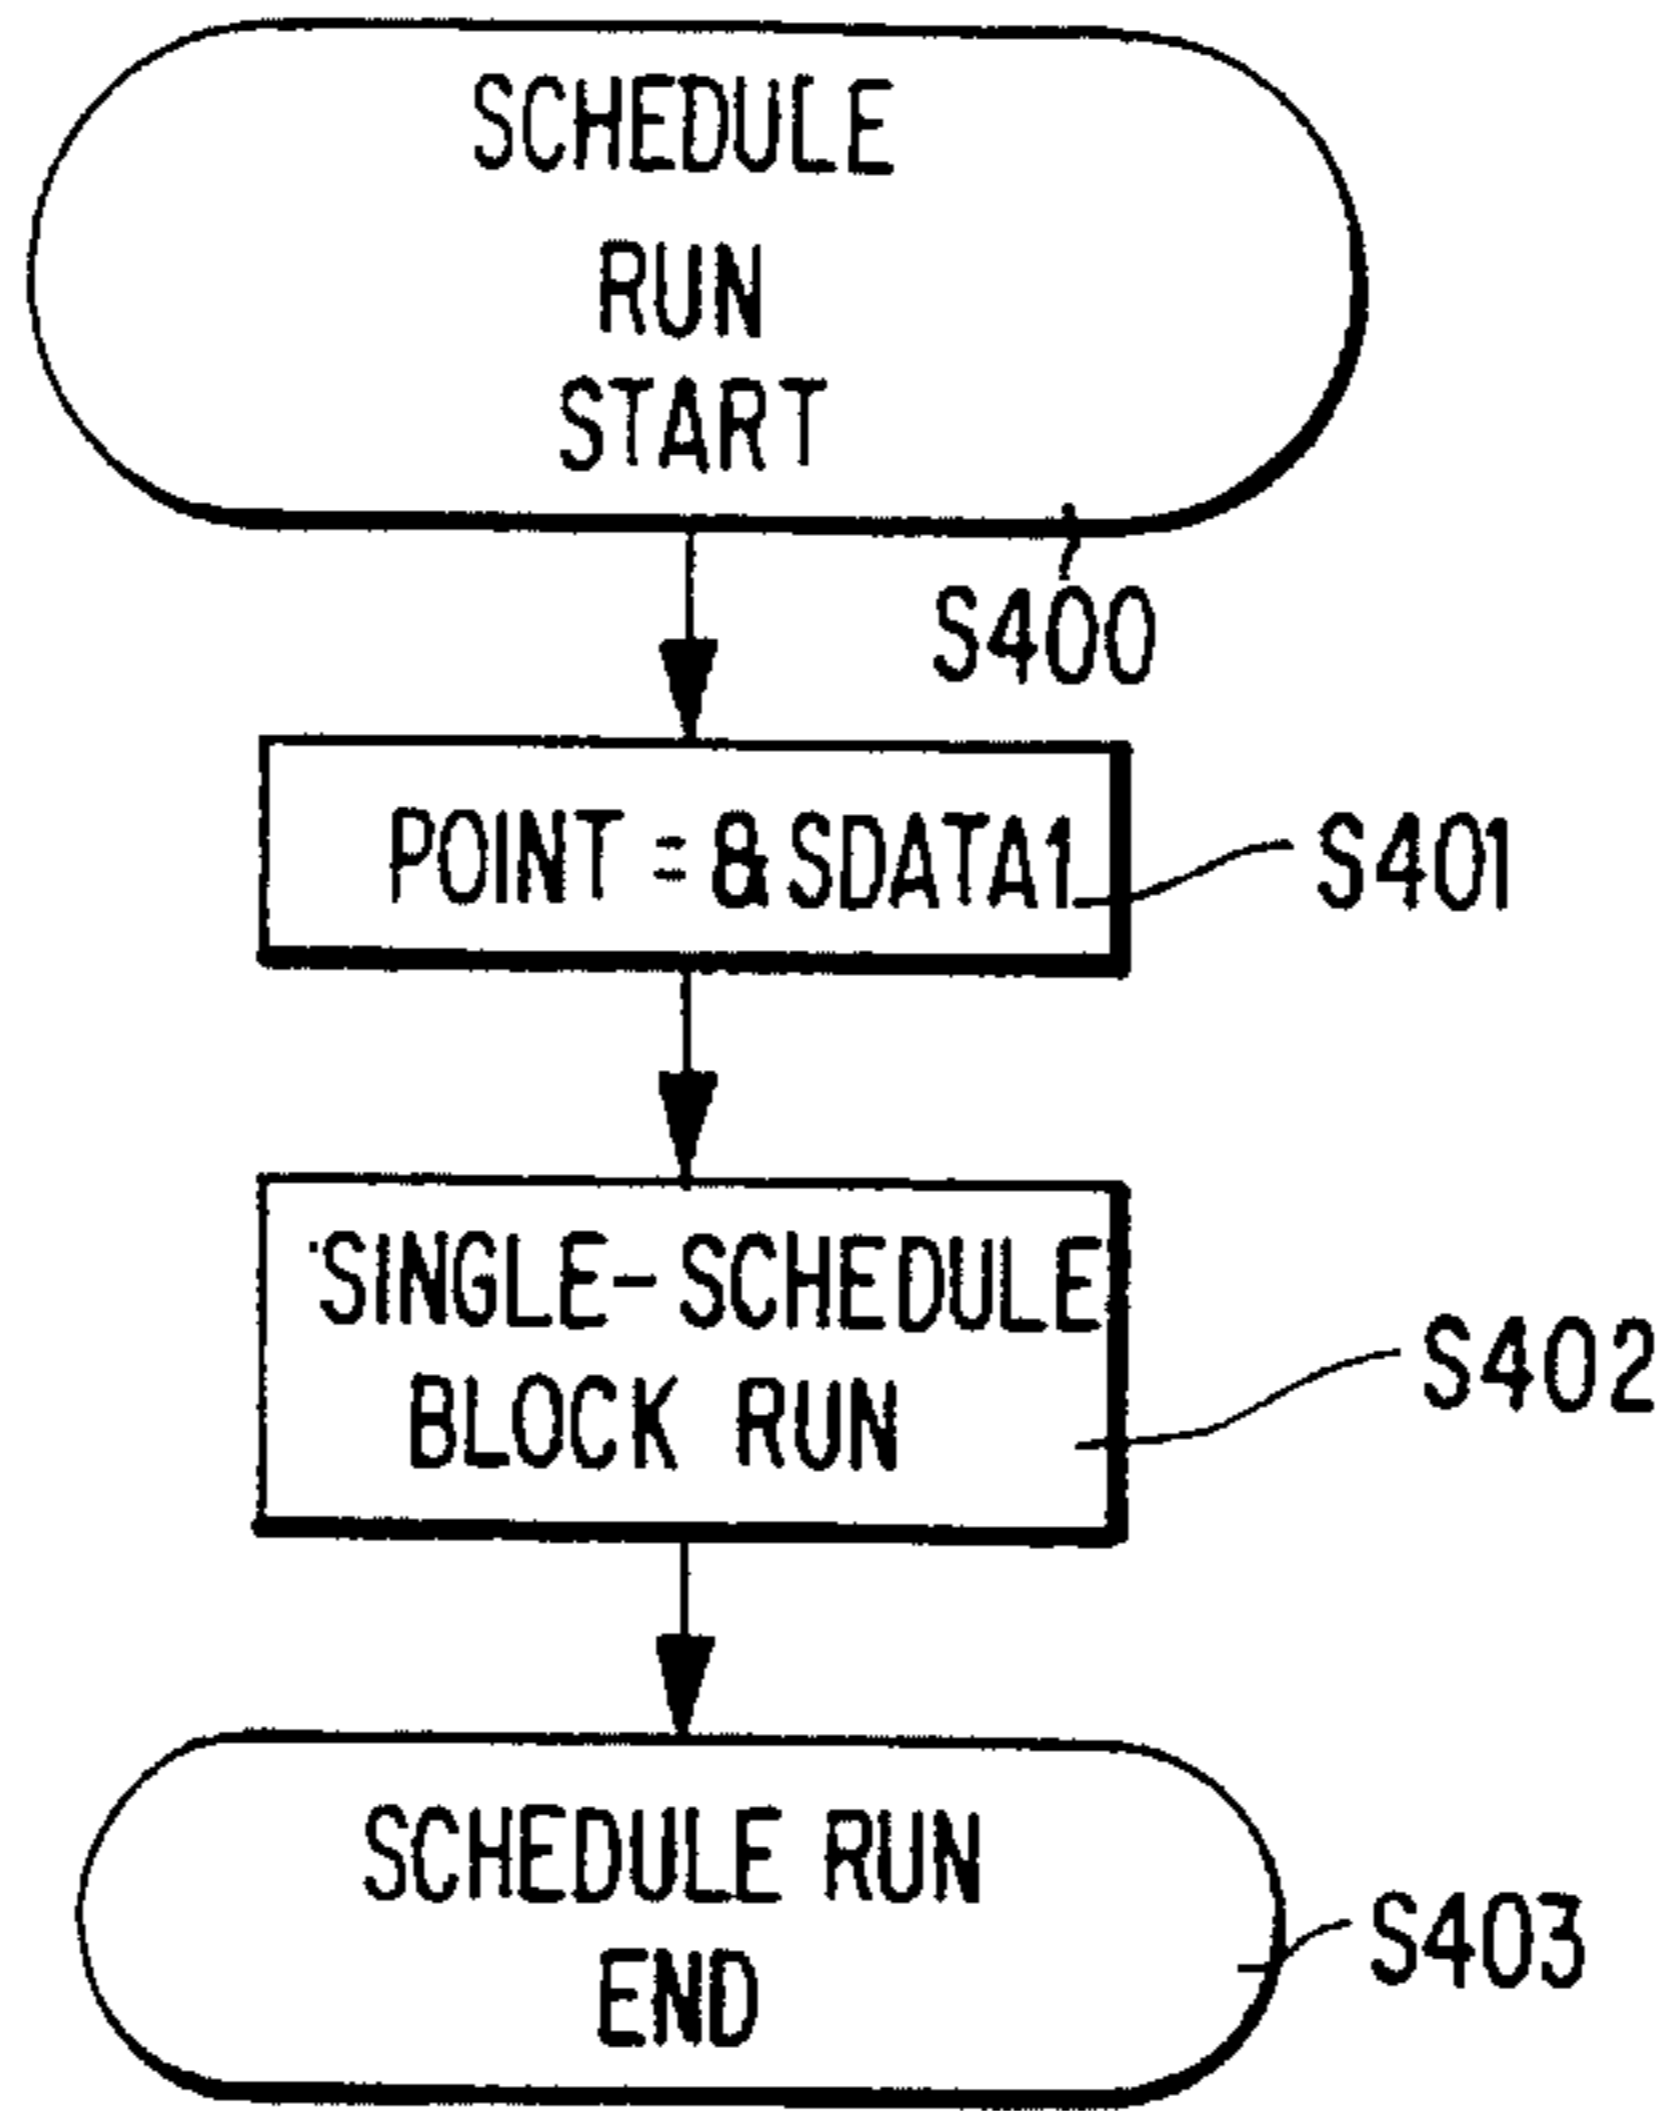 SCHEDULE
RUN
START
S400
POINT = & SDATA1
S401
SINGLE-SCHEDULE
BLOCK RUN
S402
SCHEDULE RUN
END
S403